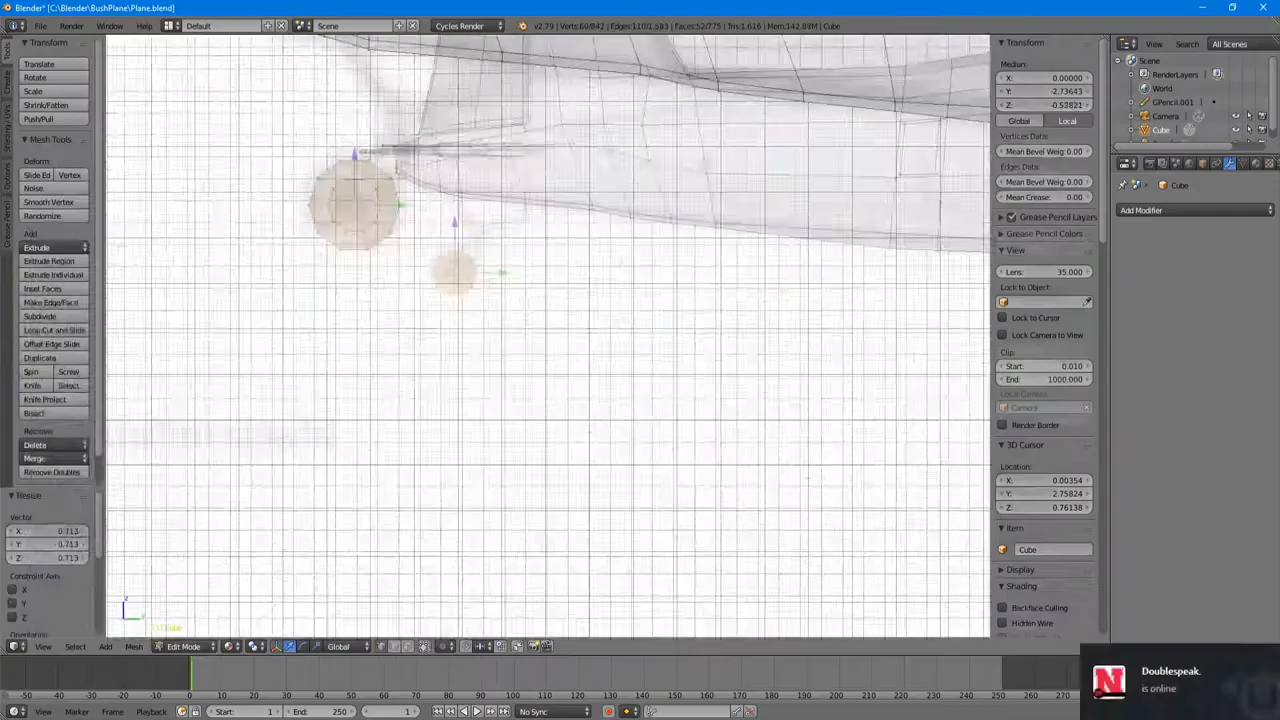 Blender* [C:\Blender\BushPlane\Plane.blend]
File Render Window Help Default Scene Cycles Render v2.79 | Verts:60/842 | Edges:110/1,583 | Faces:52/775 | Tris:1,616 | Mem:142.89M | Cube
View Search All Scenes
Tools
Create
Shading / UVs
Options
Grease Pencil
Transform
Translate
Rotate
Scale
Shrink/Fatten
Push/Pull
Mesh Tools
Deform:
Slide Ed Vertex
Noise
Smooth Vertex
Randomize
Add
Extrude
Extrude Region
Extrude Individual
Inset Faces
Make Edge/Face
Subdivide
Loop Cut and Slide
Offset Edge Slide
Duplicate
Spin Screw
Knife Select
Knife Project
Bisect
Remove:
Delete
Merge
Remove Doubles
Resize
Vector
X 0.713
Y 0.713
Z: 0.713
Constraint Axis
X
Y
Z
Orientation
z
y
(1) Cube
Transform
Median:
X: 0.00000
Y: -2.73643
Z: -0.53821
Global Local
Vertices Data:
Mean Bevel Weig: 0.00
Edges Data:
Mean Bevel Weig: 0.00
Mean Crease: 0.00
Grease Pencil Layers
Grease Pencil Colors
View
Lens: 35.000
Lock to Object:
Lock to Cursor
Lock Camera to View
Clip:
Start: 0.010
End: 1000.000
Local Camera:
Camera
Render Border
3D Cursor
Location:
X: 0.00354
Y: 2.75824
Z: 0.76138
Item
Cube
Display
Shading
Backface Culling
Hidden Wire
Scene
RenderLayers
World
GPencil.001
Camera
Cube
Cube
Add Modifier
View Select Add Mesh Edit Mode Global
-50 -40 -30 -20 -10 0 10 20 30 40 50 60 70 80 90 100 110 120 130 140 150 160 170 180 190 200 210 220 230 240 250 260 270
View Marker Frame Playback Start: 1 End: 250 1 No Sync
N
Doublespeak.
is online